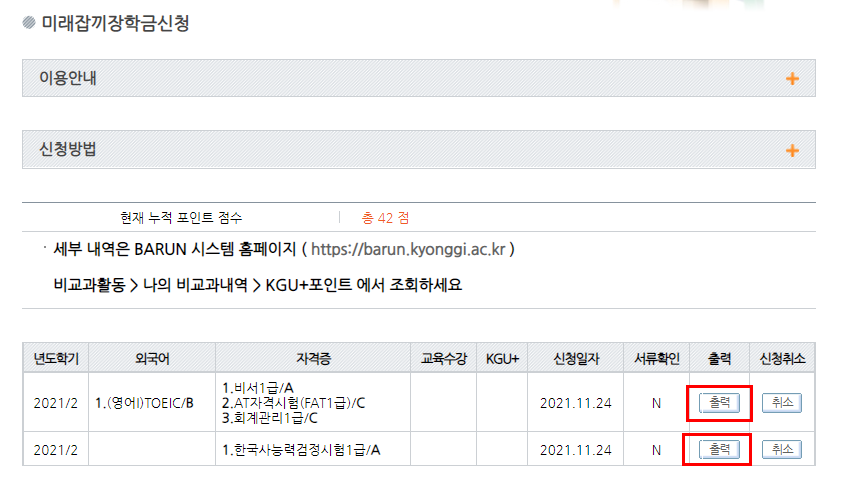 미래잡끼장학금신청
이용안내 +
신청방법 +
현재 누적 포인트 점수 총 42 점
· 세부 내역은 BARUN 시스템 홈페이지 ( https://barun.kyonggi.ac.kr )
비교과활동 > 나의 비교과내역 > KGU+포인트 에서 조회하세요
년도학기 외국어 자격증 교육수강 KGU+ 신청일자 서류확인 출력 신청취소
2021/2 1.(영어I)TOEIC/B 1.비서1급/A
2.AT자격시험(FAT1급)/C
3.회계관리1급/C 2021.11.24 N 출력 취소
2021/2 1.한국사능력검정시험1급/A 2021.11.24 N 출력 취소